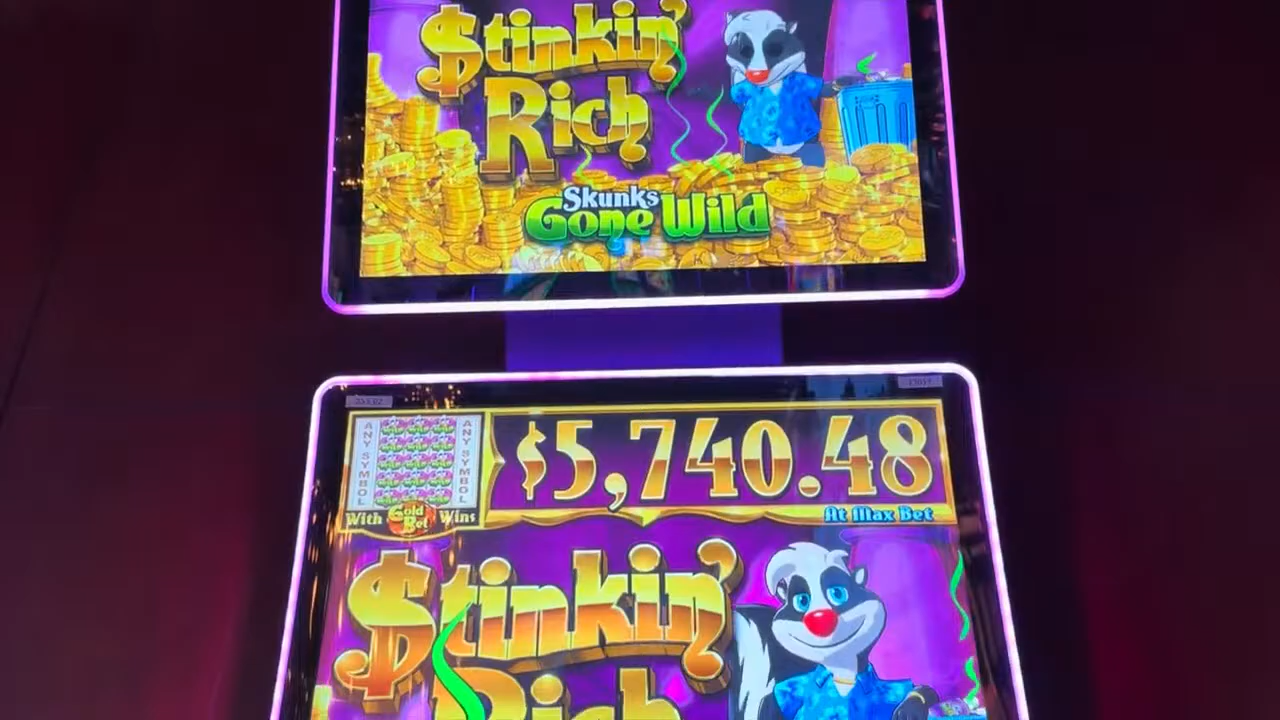 $tinkin'
Rich
Skunks
Gone Wild
ANY SYMBOL
ANY SYMBOL
With Gold Bet Wins
$5,740.48
At Max Bet
$tinkin'
Rich